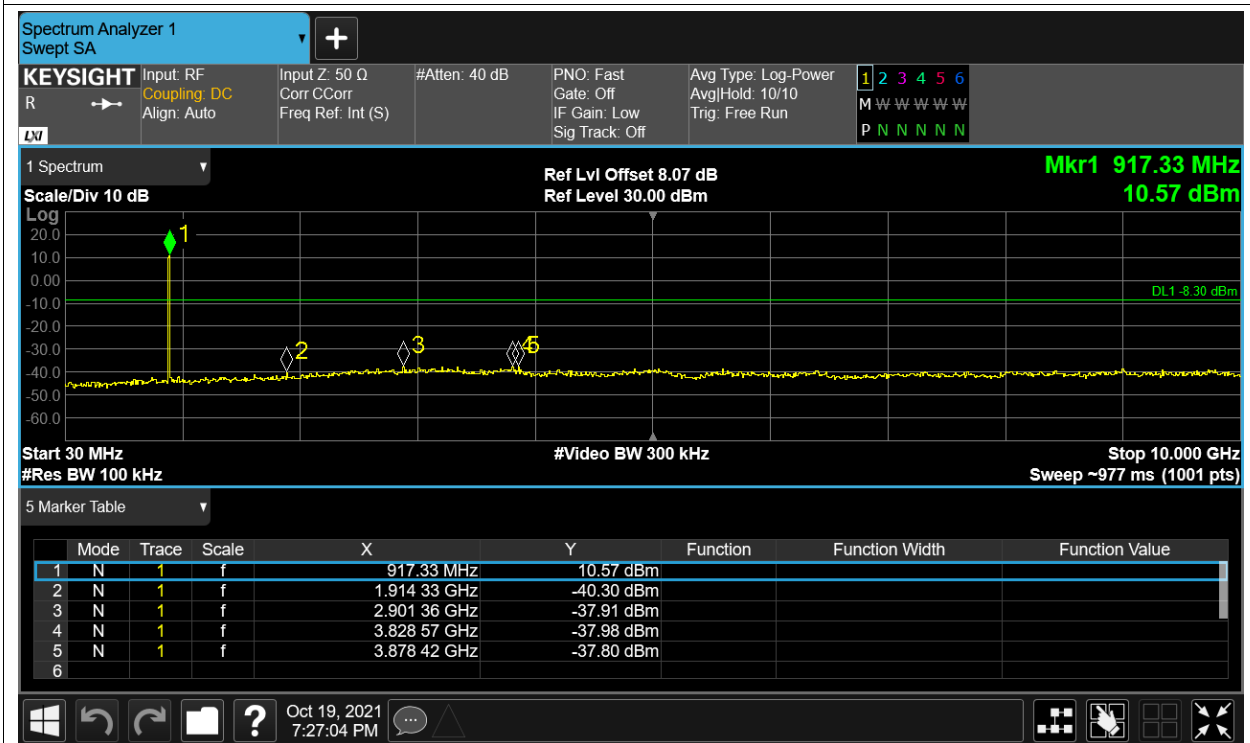 Spectrum Analyzer 1
Swept SA
KEYSIGHT
R
LXI
Input: RF
Coupling: DC
Align: Auto
Input Z: 50 Ω
Corr CCorr
Freq Ref: Int (S)
#Atten: 40 dB
PNO: Fast
Gate: Off
IF Gain: Low
Sig Track: Off
Avg Type: Log-Power
Avg|Hold: 10/10
Trig: Free Run
1 2 3 4 5 6
M W W W W W
P N N N N N
1 Spectrum
Scale/Div 10 dB
Ref Lvl Offset 8.07 dB
Ref Level 30.00 dBm
Mkr1 917.33 MHz
10.57 dBm
Log
20.0
10.0
0.00
-10.0
-20.0
-30.0
-40.0
-50.0
-60.0
1
2
3
4
5
DL1 -8.30 dBm
Start 30 MHz
#Video BW 300 kHz
Stop 10.000 GHz
#Res BW 100 kHz
Sweep ~977 ms (1001 pts)
5 Marker Table
Mode Trace Scale X Y Function Function Width Function Value
1 N 1 f 917.33 MHz 10.57 dBm
2 N 1 f 1.914 33 GHz -40.30 dBm
3 N 1 f 2.901 36 GHz -37.91 dBm
4 N 1 f 3.828 57 GHz -37.98 dBm
5 N 1 f 3.878 42 GHz -37.80 dBm
6
?
Oct 19, 2021
7:27:04 PM